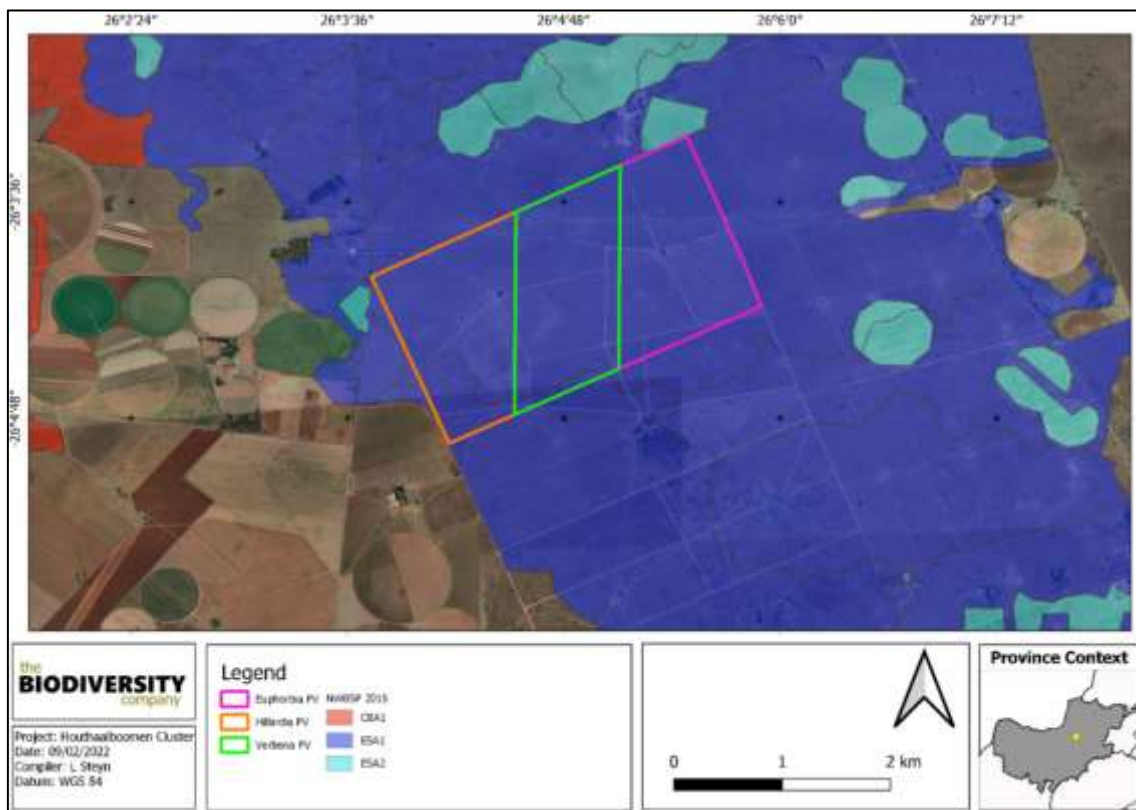 26°2'24" 26°3'36" 26°4'48" 26°6'0" 26°7'12"
-26°3'36"
-26°4'48"
the
BIODIVERSITY
company
Project: Houthaalboomen Cluster
Date: 09/02/2022
Compiler: L Steyn
Datum: WGS 84
Legend
Euphorbia PV NWBSP 2015
Hillardia PV CBA1
Verbena PV ESA1
ESA2
0 1 2 km
Province Context